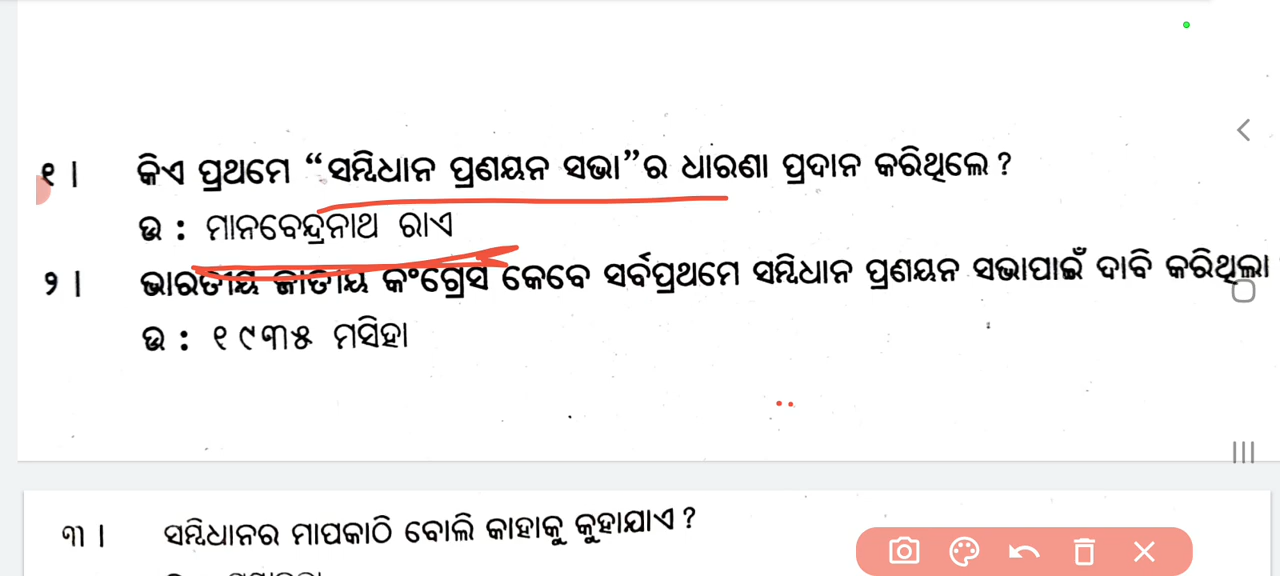 ୧ | କିଏ ପ୍ରଥମେ “ସମ୍ବିଧାନ ପ୍ରଣୟନ ସଭା”ର ଧାରଣା ପ୍ରଦାନ କରିଥିଲେ ?
ଉ : ମାନବେନ୍ଦ୍ରନାଥ ରାଏ
୨ | ଭାରତୀୟ ଜାତୀୟ କଂଗ୍ରେସ କେବେ ସର୍ବପ୍ରଥମେ ସମ୍ବିଧାନ ପ୍ରଣୟନ ସଭାପାଇଁ ଦାବି କରିଥିଲା
ଉ : ୧୯୩୫ ମସିହା
୩ | ସମ୍ବିଧାନର ମାପକାଠି ବୋଲି କାହାକୁ କୁହାଯାଏ ?